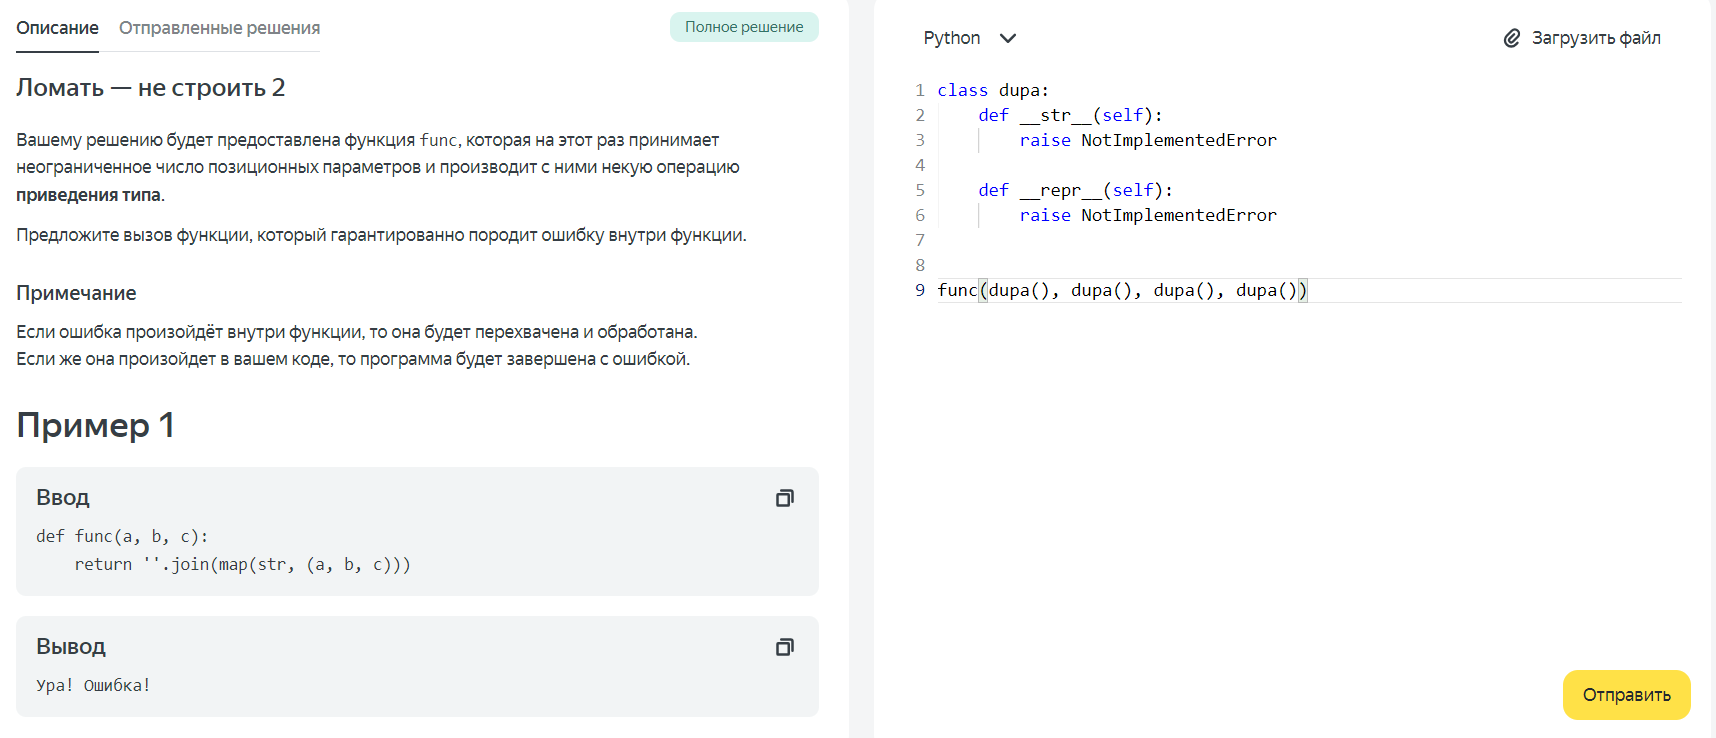 Описание Отправленные решения Полное решение
Ломать — не строить 2
Вашему решению будет предоставлена функция func, которая на этот раз принимает
неограниченное число позиционных параметров и производит с ними некую операцию
приведения типа.
Предложите вызов функции, который гарантированно породит ошибку внутри функции.
Примечание
Если ошибка произойдёт внутри функции, то она будет перехвачена и обработана.
Если же она произойдет в вашем коде, то программа будет завершена с ошибкой.
Пример 1
Ввод
def func(a, b, c):
    return ''.join(map(str, (a, b, c)))
Вывод
Ура! Ошибка!
Python Загрузить файл
1 class dupa:
2     def __str__(self):
3         raise NotImplementedError
4
5     def __repr__(self):
6         raise NotImplementedError
7
8
9 func(dupa(), dupa(), dupa(), dupa())
Отправить